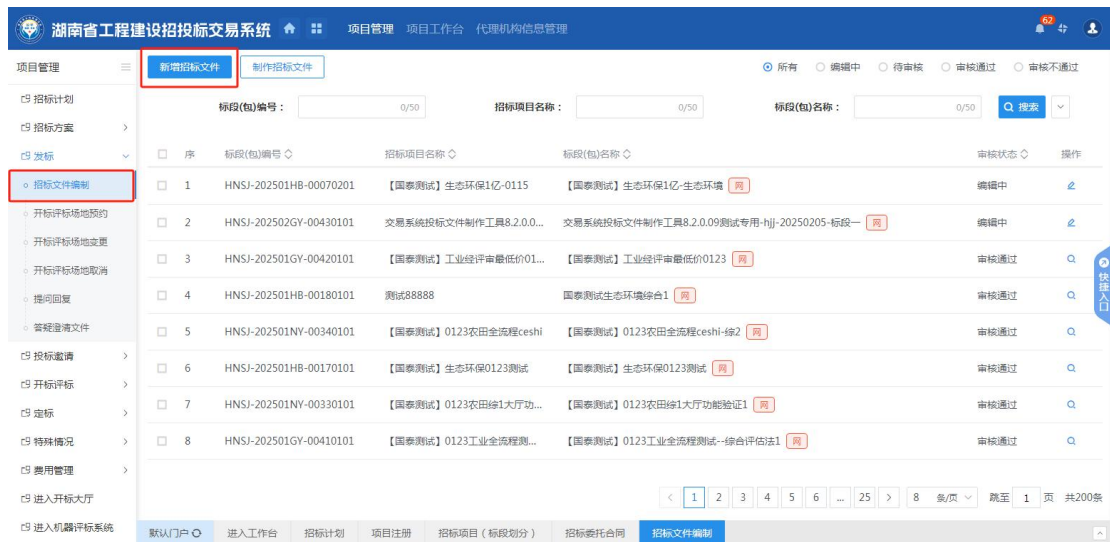 湖南省工程建设招投标交易系统 项目管理 项目工作台 代理机构信息管理 62
项目管理
招标计划
招标方案
发标
招标文件编制
开标评标场地预约
开标评标场地变更
开标评标场地取消
提问回复
答疑澄清文件
投标邀请
开标评标
定标
特殊情况
费用管理
进入开标大厅
进入机器评标系统
新增招标文件 制作招标文件 所有 编辑中 待审核 审核通过 审核不通过
标段(包)编号： 0/50 招标项目名称： 0/50 标段(包)名称： 0/50 搜索
序 标段(包)编号 招标项目名称 标段(包)名称 审核状态 操作
1 HNSJ-202501HB-00070201 【国泰测试】生态环保1亿-0115 【国泰测试】生态环保1亿-生态环境 网 编辑中
2 HNSJ-202502GY-00430101 交易系统投标文件制作工具8.2.0.0... 交易系统投标文件制作工具8.2.0.09测试专用-hjj-20250205-标段一 网 编辑中
3 HNSJ-202501GY-00420101 【国泰测试】工业经评审最低价01... 【国泰测试】工业经评审最低价0123 网 审核通过
4 HNSJ-202501HB-00180101 测试88888 国泰测试生态环境综合1 网 审核通过
5 HNSJ-202501NY-00340101 【国泰测试】0123农田全流程ceshi 【国泰测试】0123农田全流程ceshi-综2 网 审核通过
6 HNSJ-202501HB-00170101 【国泰测试】生态环保0123测试 【国泰测试】生态环保0123测试 网 审核通过
7 HNSJ-202501NY-00330101 【国泰测试】0123农田综1大厅功... 【国泰测试】0123农田综1大厅功能验证1 网 审核通过
8 HNSJ-202501GY-00410101 【国泰测试】0123工业全流程测... 【国泰测试】0123工业全流程测试--综合评估法1 网 审核通过
< 1 2 3 4 5 6 ... 25 > 8 条/页 跳至 1 页 共200条
快捷入口
默认门户 进入工作台 招标计划 项目注册 招标项目（标段划分） 招标委托合同 招标文件编制